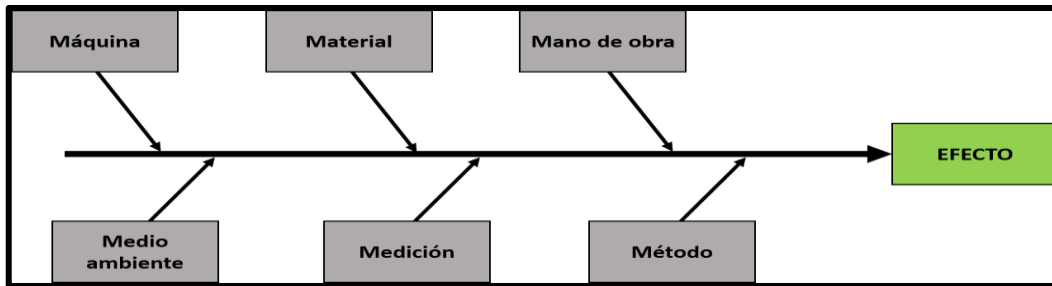 Máquina
Material
Mano de obra
EFECTO
Medio
ambiente
Medición
Método